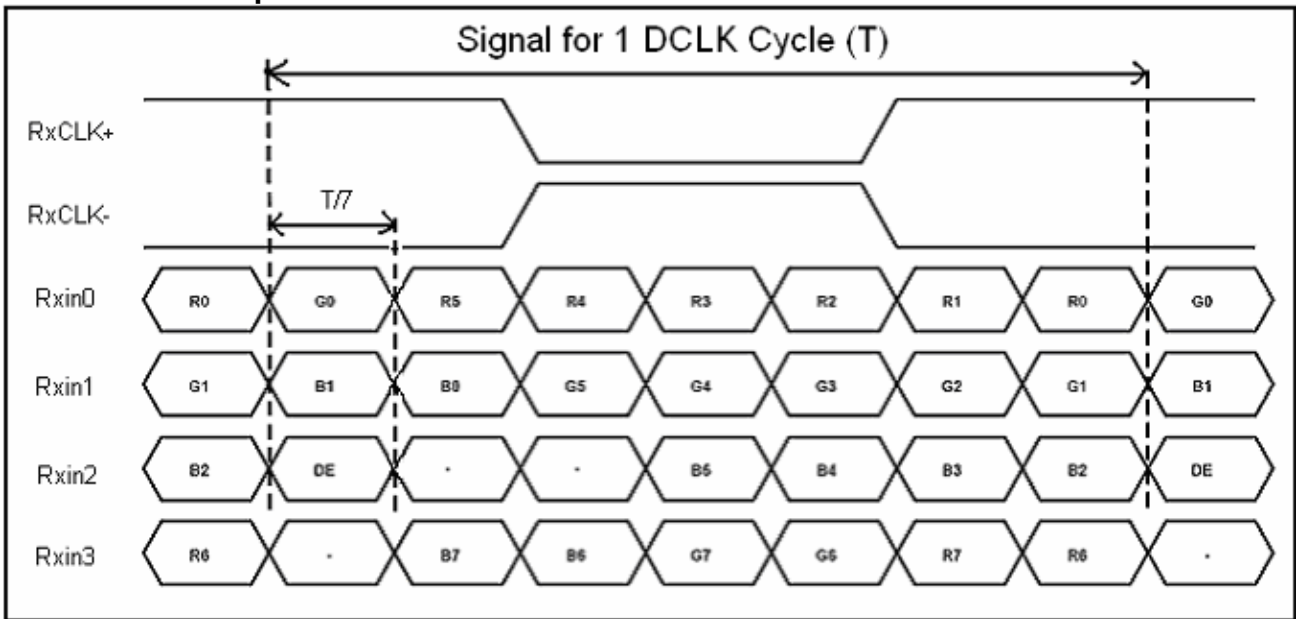 Signal for 1 DCLK Cycle (T)
RxCLK+
RxCLK-
T/7
Rxin0 R0 G0 R5 R4 R3 R2 R1 R0 G0
Rxin1 G1 B1 B0 G5 G4 G3 G2 G1 B1
Rxin2 B2 DE - - B5 B4 B3 B2 DE
Rxin3 R6 - B7 B6 G7 G6 R7 R6 -